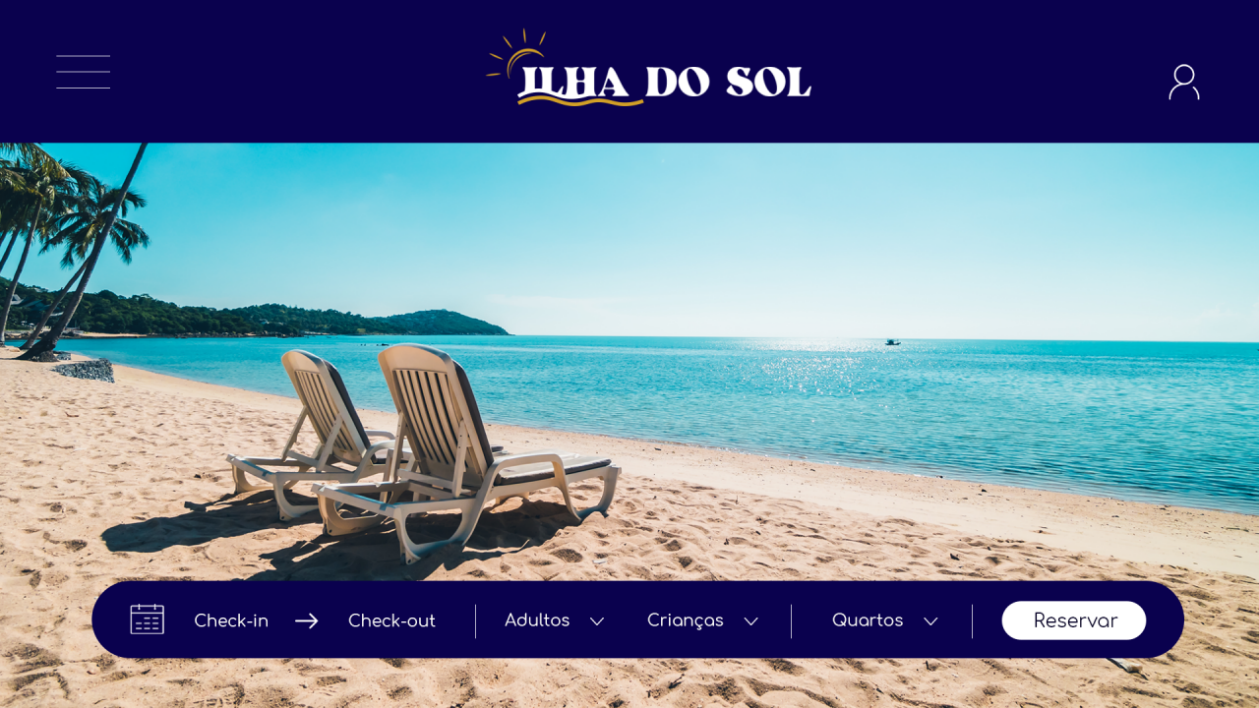 ILHA DO SOL
Check-in → Check-out Adultos Crianças Quartos Reservar